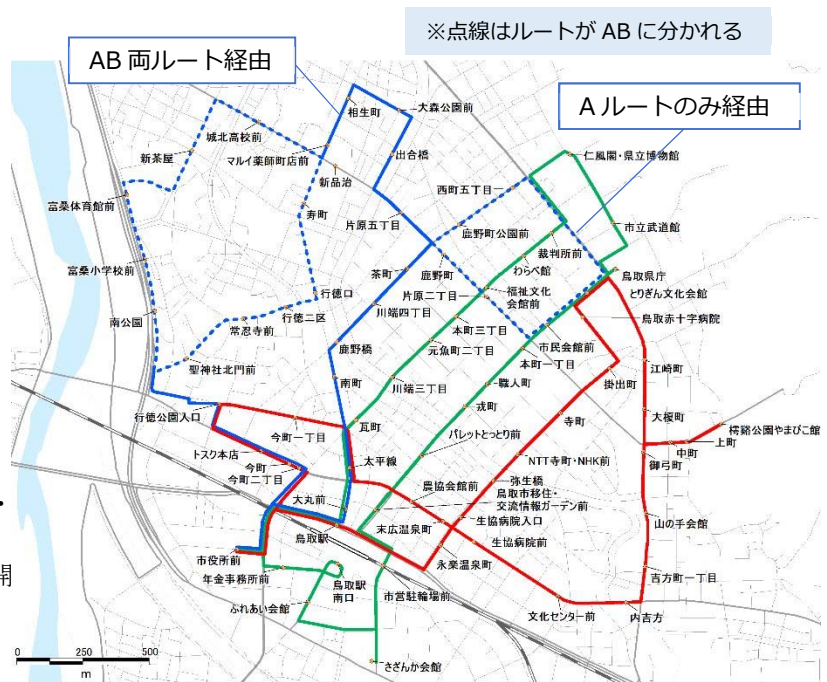 ※点線はルートが AB に分かれる
AB 両ルート経由
A ルートのみ経由
相生町
大森公園前
城北高校前
マルイ薬師町店前
出合橋
新茶屋
新品治
仁風閣・県立博物館
西町五丁目
富桑体育館前
寿町
片原五丁目
鹿野町公園前
市立武道館
裁判所前
富桑小学校前
茶町
鹿野町
わらべ館
鳥取県庁
とりぎん文化会館
片原二丁目
福祉文化
会館前
行徳口
南公園
行徳二区
川端四丁目
鳥取赤十字病院
常忍寺前
本町三丁目
市民会館前
鹿野橋
元魚町二丁目
本町一丁目
聖神社北門前
江崎町
掛出町
南町
川端三丁目
職人町
行徳公園入口
戎町
寺町
大榎町
樗谿公園やまびこ館
今町一丁目
瓦町
上町
中町
パレットとっとり前
御弓町
トスク本店
太平線
NTT寺町・NHK前
今町
今町二丁目
農協会館前
弥生橋
鳥取市移住・
交流情報ガーデン前
大丸前
山の手会館
末広温泉町
生協病院入口
鳥取駅
生協病院前
市役所前
永楽温泉町
吉方町一丁目
年金事務所前
鳥取駅
南口
市営駐輪場前
開
ふれあい会館
文化センター前
内吉方
さざんか会館
0 250 500
m